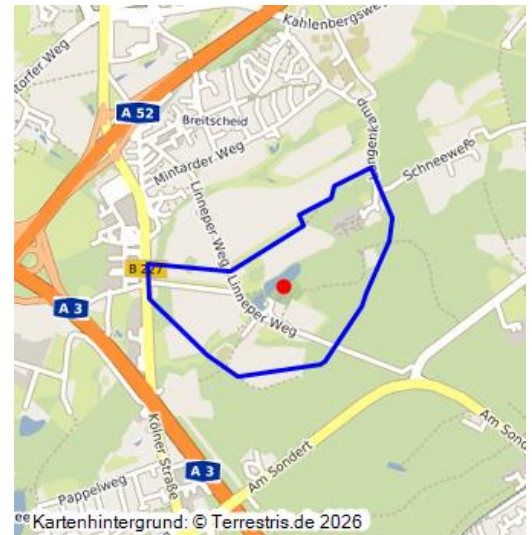 Kahlenbergsweg
torfer Weg
A 52
Breitscheid
Mintarder Weg
Schneewe
Linneper Weg
B 227
A 3
Linneper Weg
Kölner Straße
Am Sondert
Am Sondert
A 3
Pappelweg
Kartenhintergrund: © Terrestris.de 2026